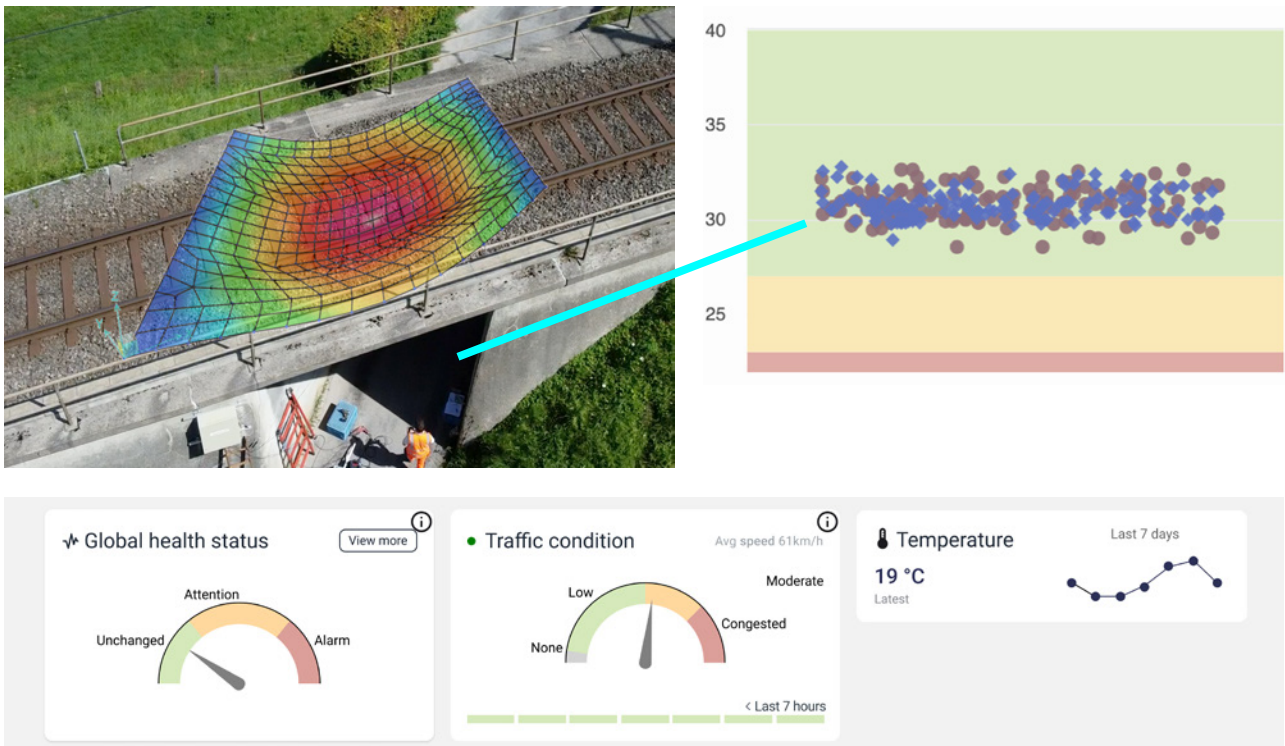 40
35
30
25
Z
Y
Global health status
View more
Attention
Unchanged
Alarm
Traffic condition
Avg speed 61km/h
Low
Moderate
None
Congested
< Last 7 hours
Temperature
Last 7 days
19 °C
Latest